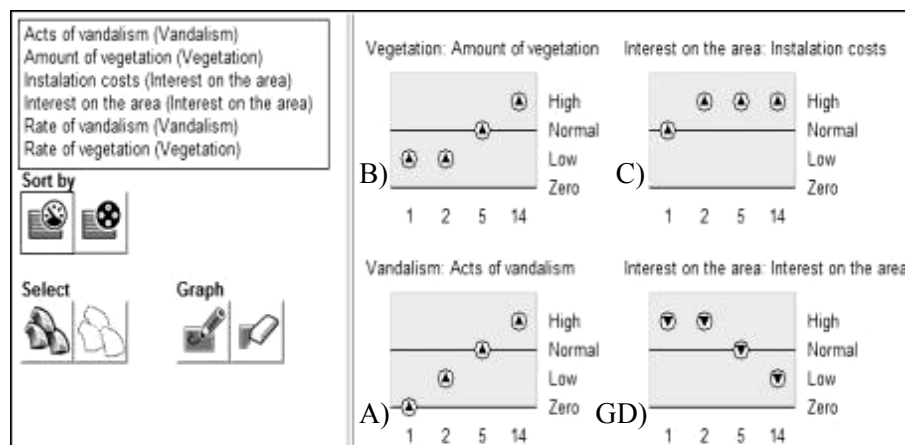 Acts of vandalism (Vandalism)
Amount of vegetation (Vegetation)
Instalation costs (Interest on the area)
Interest on the area (Interest on the area)
Rate of vandalism (Vandalism)
Rate of vegetation (Vegetation)
Sort by
Select Graph
Vegetation: Amount of vegetation
High
Normal
Low
Zero
B)
1 2 5 14
Interest on the area: Instalation costs
High
Normal
Low
Zero
C)
1 2 5 14
Vandalism: Acts of vandalism
High
Normal
Low
Zero
A)
1 2 5 14
Interest on the area: Interest on the area
High
Normal
Low
Zero
GD)
1 2 5 14